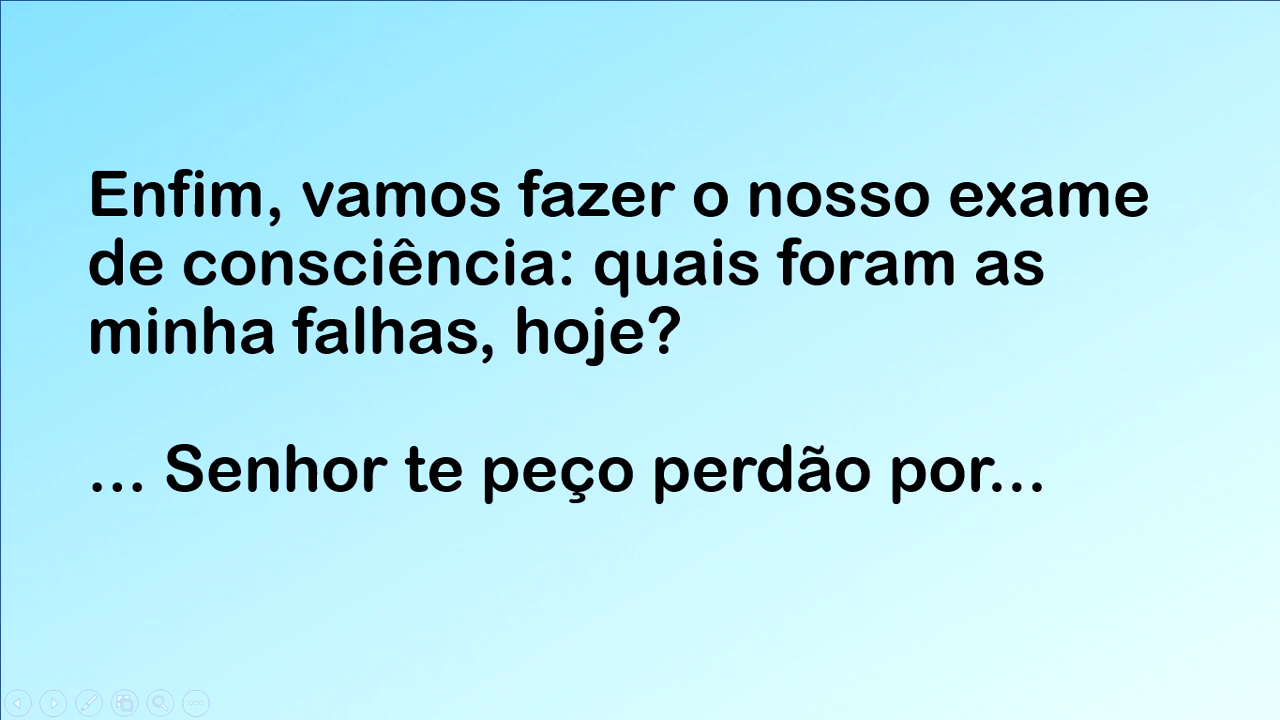 Enfim, vamos fazer o nosso exame
de consciência: quais foram as
minha falhas, hoje?
... Senhor te peço perdão por...